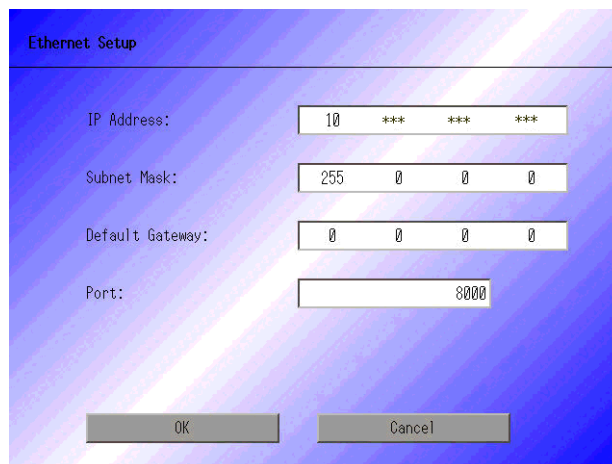 Ethernet Setup
IP Address: 10 *** *** ***
Subnet Mask: 255 0 0 0
Default Gateway: 0 0 0 0
Port: 8000
OK Cancel